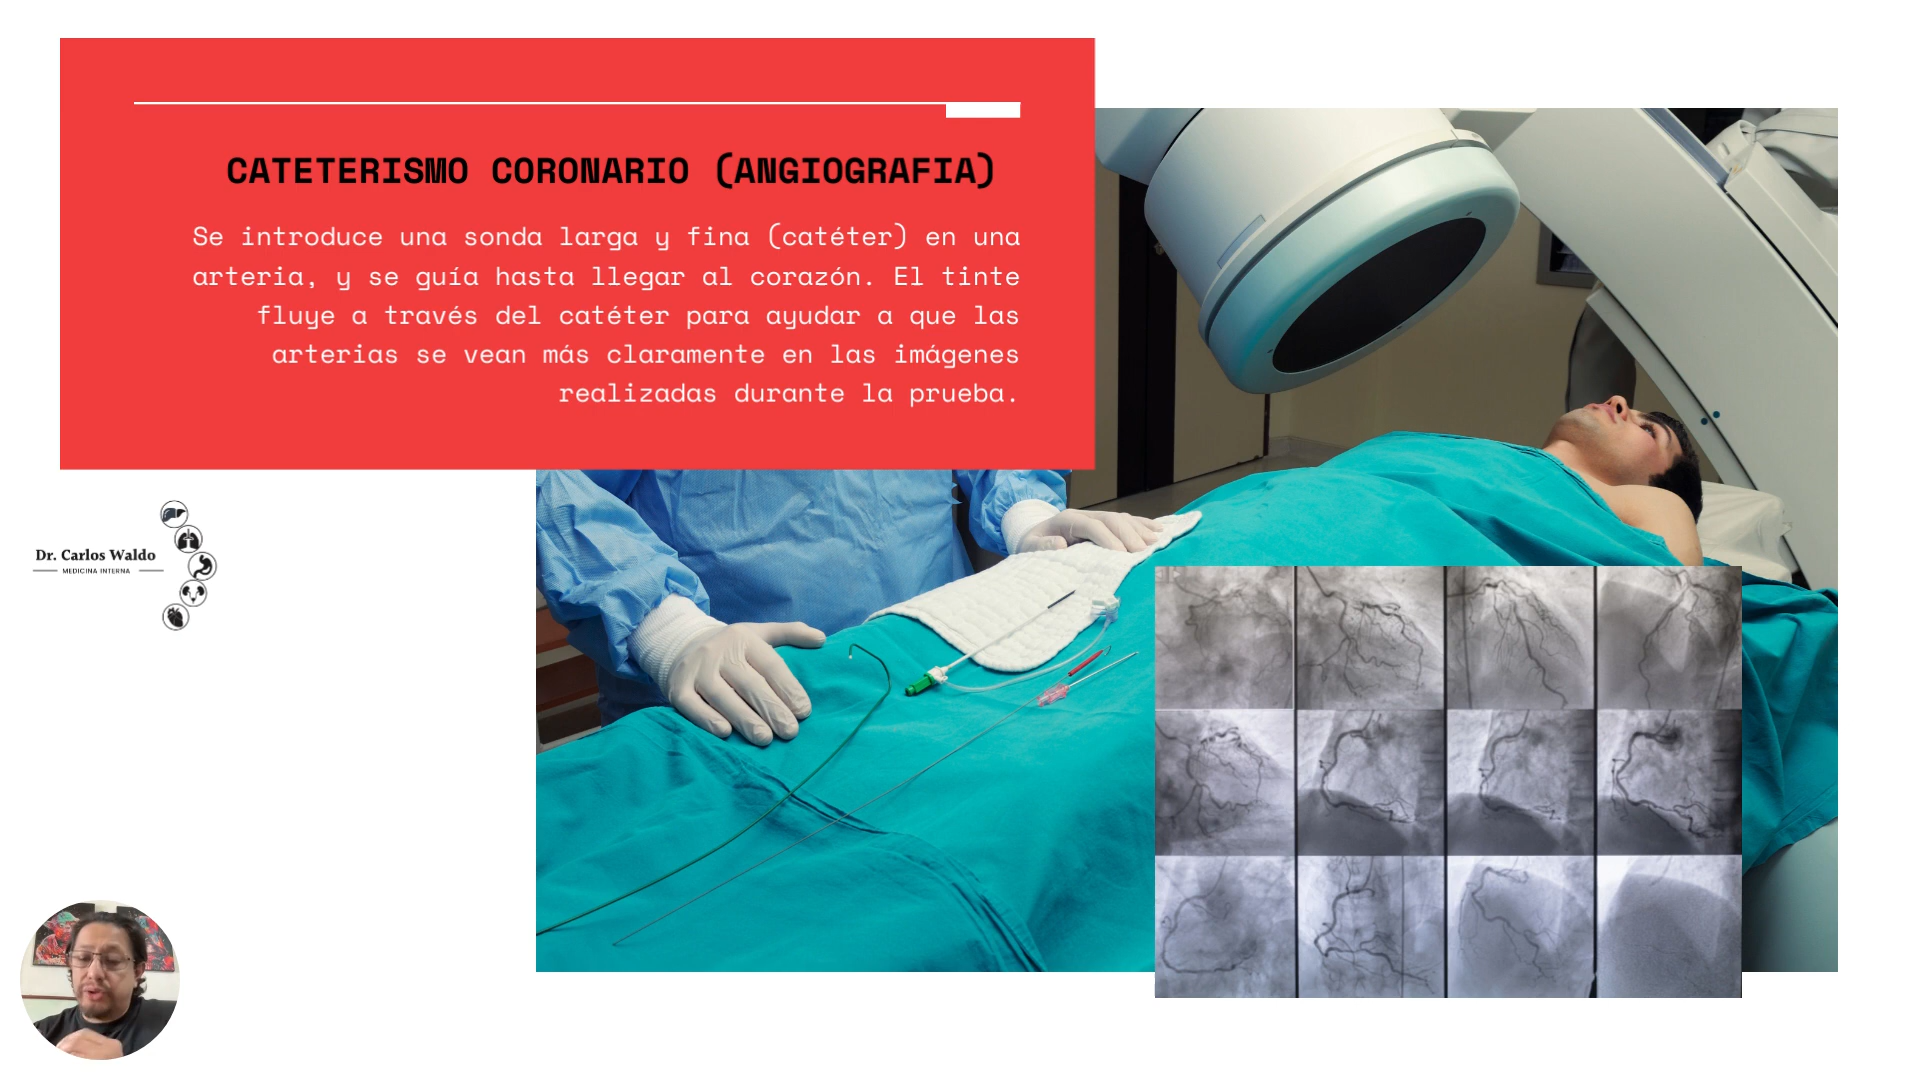 CATETERISMO CORONARIO (ANGIOGRAFIA)
Se introduce una sonda larga y fina (catéter) en una
arteria, y se guía hasta llegar al corazón. El tinte
fluye a través del catéter para ayudar a que las
arterias se vean más claramente en las imágenes
realizadas durante la prueba.
Dr. Carlos Waldo
MEDICINA INTERNA